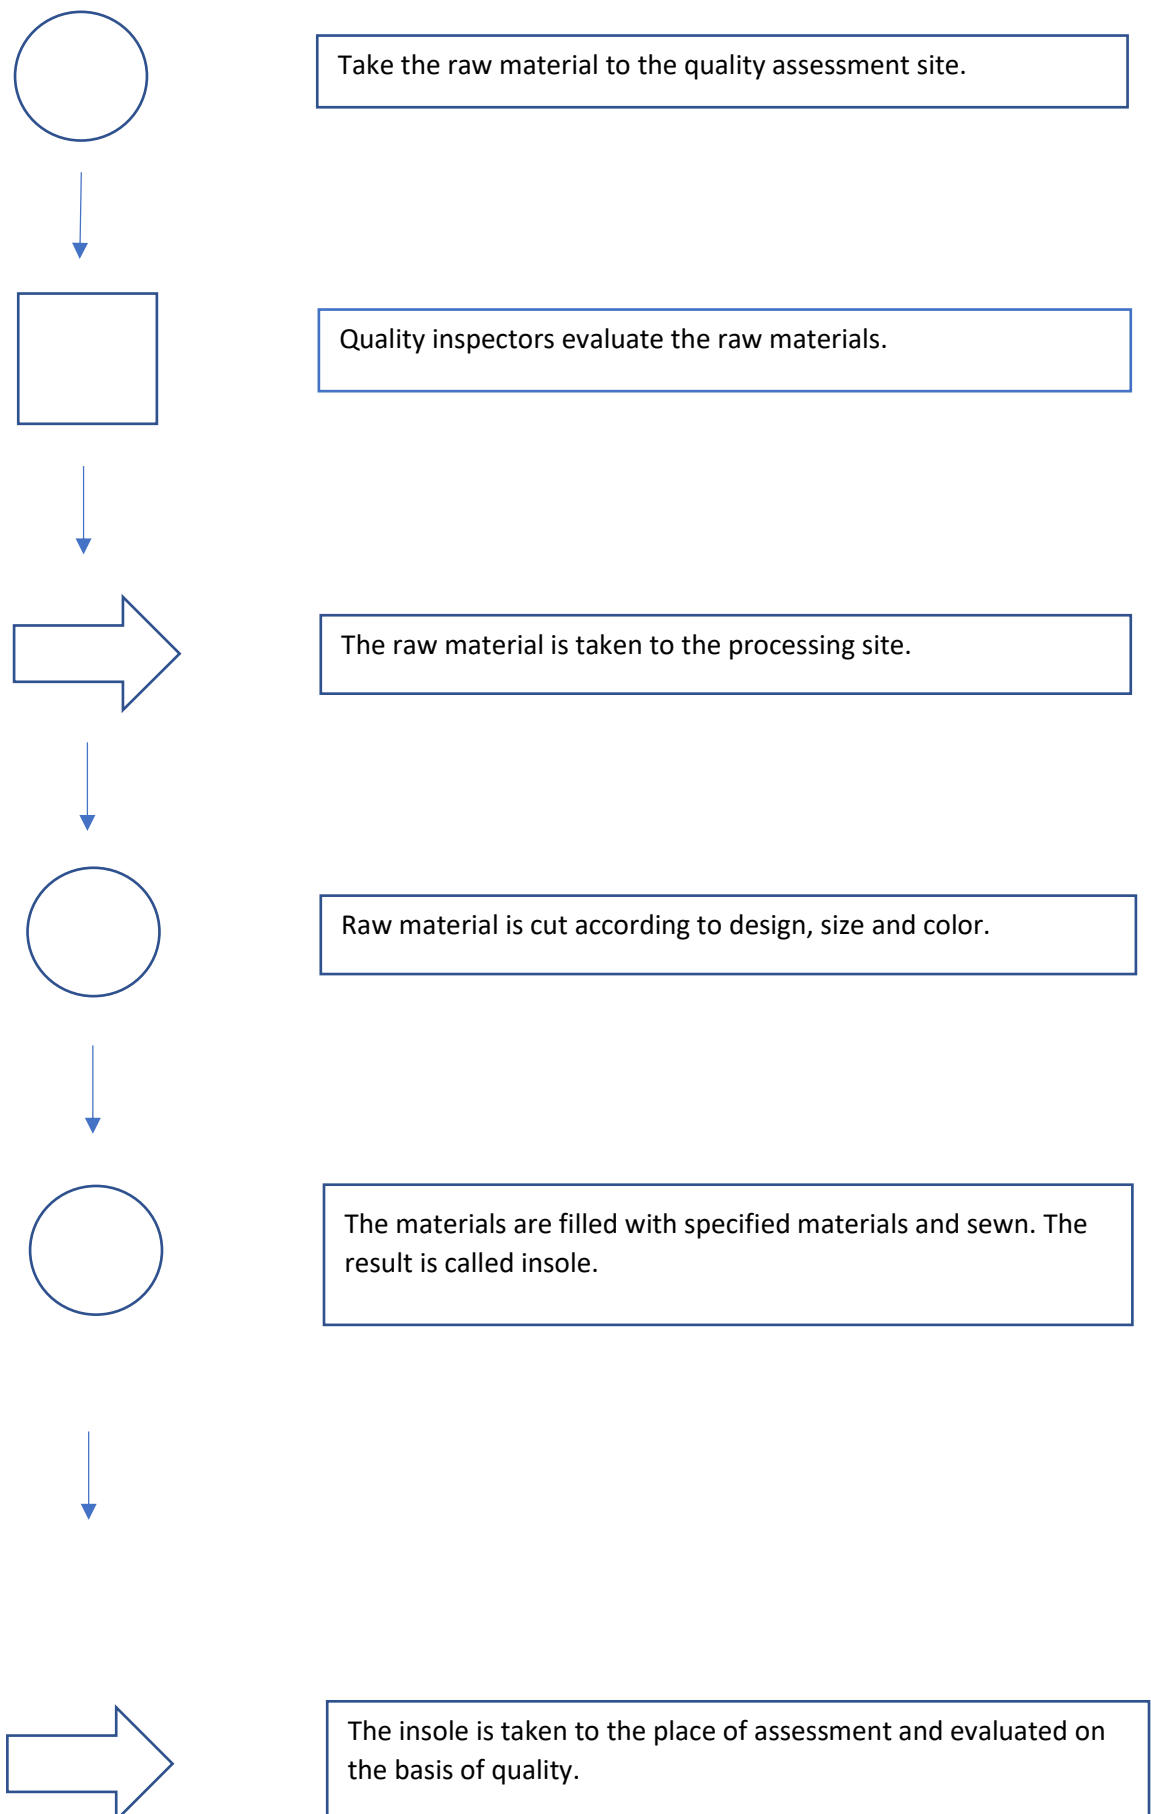 Take the raw material to the quality assessment site.
Quality inspectors evaluate the raw materials.
The raw material is taken to the processing site.
Raw material is cut according to design, size and color.
The materials are filled with specified materials and sewn. The
result is called insole.
The insole is taken to the place of assessment and evaluated on
the basis of quality.